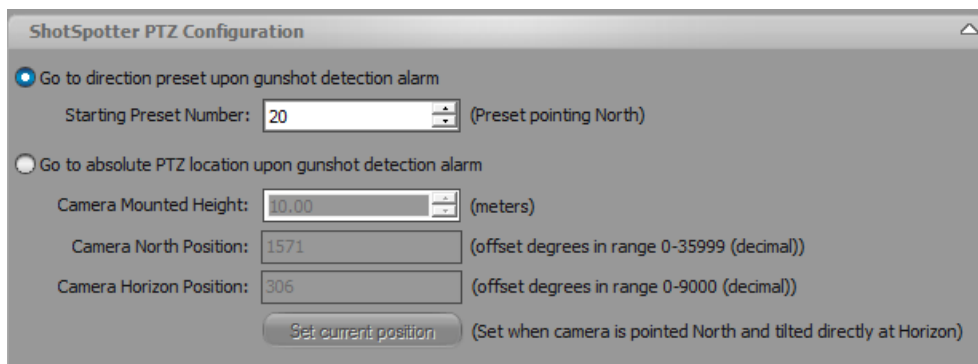 ShotSpotter PTZ Configuration
Go to direction preset upon gunshot detection alarm
Starting Preset Number: 20 (Preset pointing North)
Go to absolute PTZ location upon gunshot detection alarm
Camera Mounted Height: 10.00 (meters)
Camera North Position: 1571 (offset degrees in range 0-35999 (decimal))
Camera Horizon Position: 306 (offset degrees in range 0-9000 (decimal))
Set current position (Set when camera is pointed North and tilted directly at Horizon)